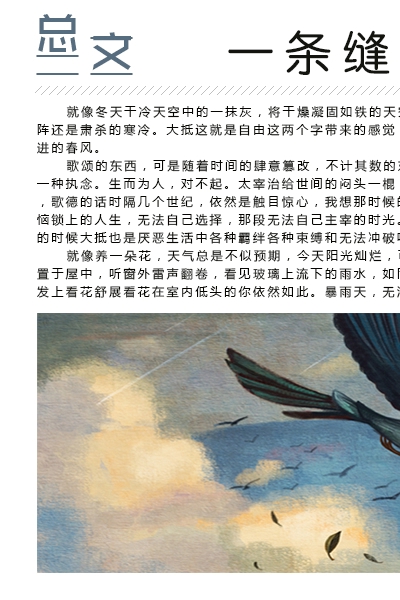 总文
一条缝
就像冬天干冷天空中的一抹灰，将干燥凝固如铁的天
阵还是肃杀的寒冷。大抵这就是自由这两个字带来的感觉
进的春风。
歌颂的东西，可是随着时间的肆意篡改，不计其数的
一种执念。生而为人，对不起。太宰治给世间的闷头一棍
，歌德的话时隔几个世纪，依然是触目惊心，我想那时候的
恼锁上的人生，无法自己选择，那段无法自己主宰的时光。
的时候大抵也是厌恶生活中各种羁绊各种束缚和无法冲破
就像养一朵花，天气总是不似预期，今天阳光灿烂，
置于屋中，听窗外雷声翻卷，看见玻璃上流下的雨水，如
发上看花舒展看花在室内低头的你依然如此。暴雨天，无